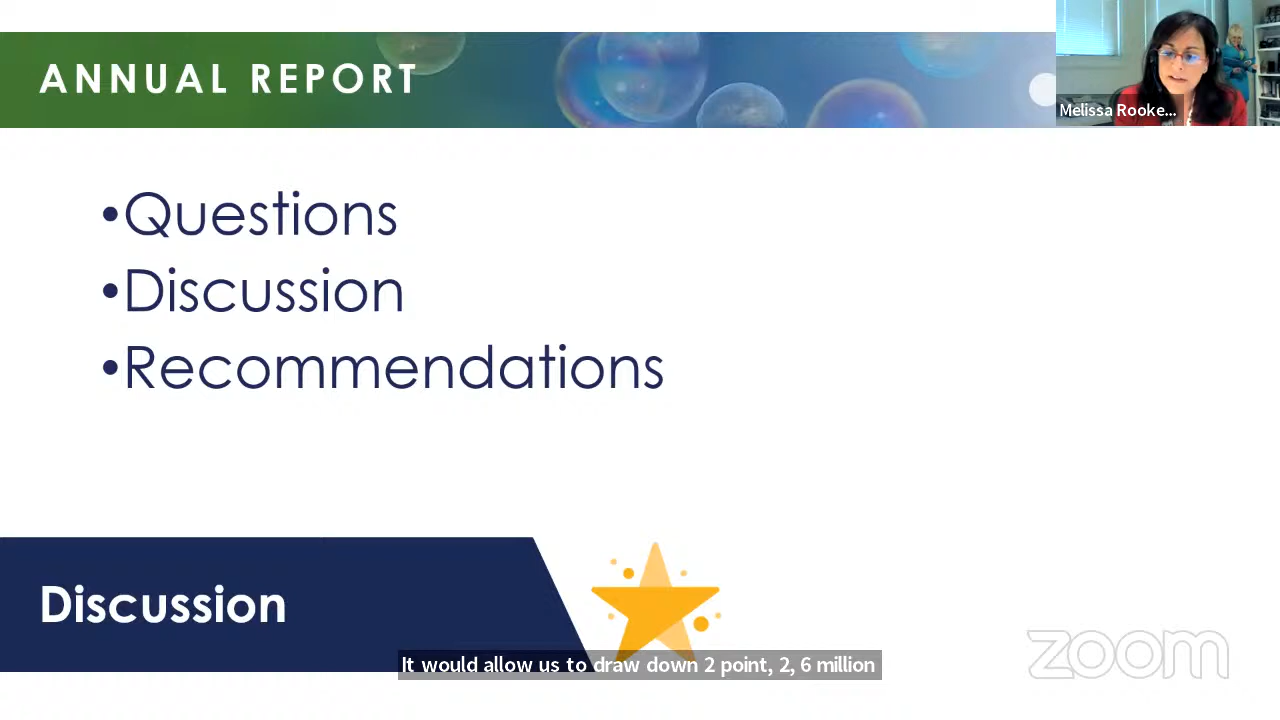 ANNUAL REPORT
Melissa Rooke...
•Questions
•Discussion
•Recommendations
Discussion
It would allow us to draw down 2 point, 2, 6 million
zoom